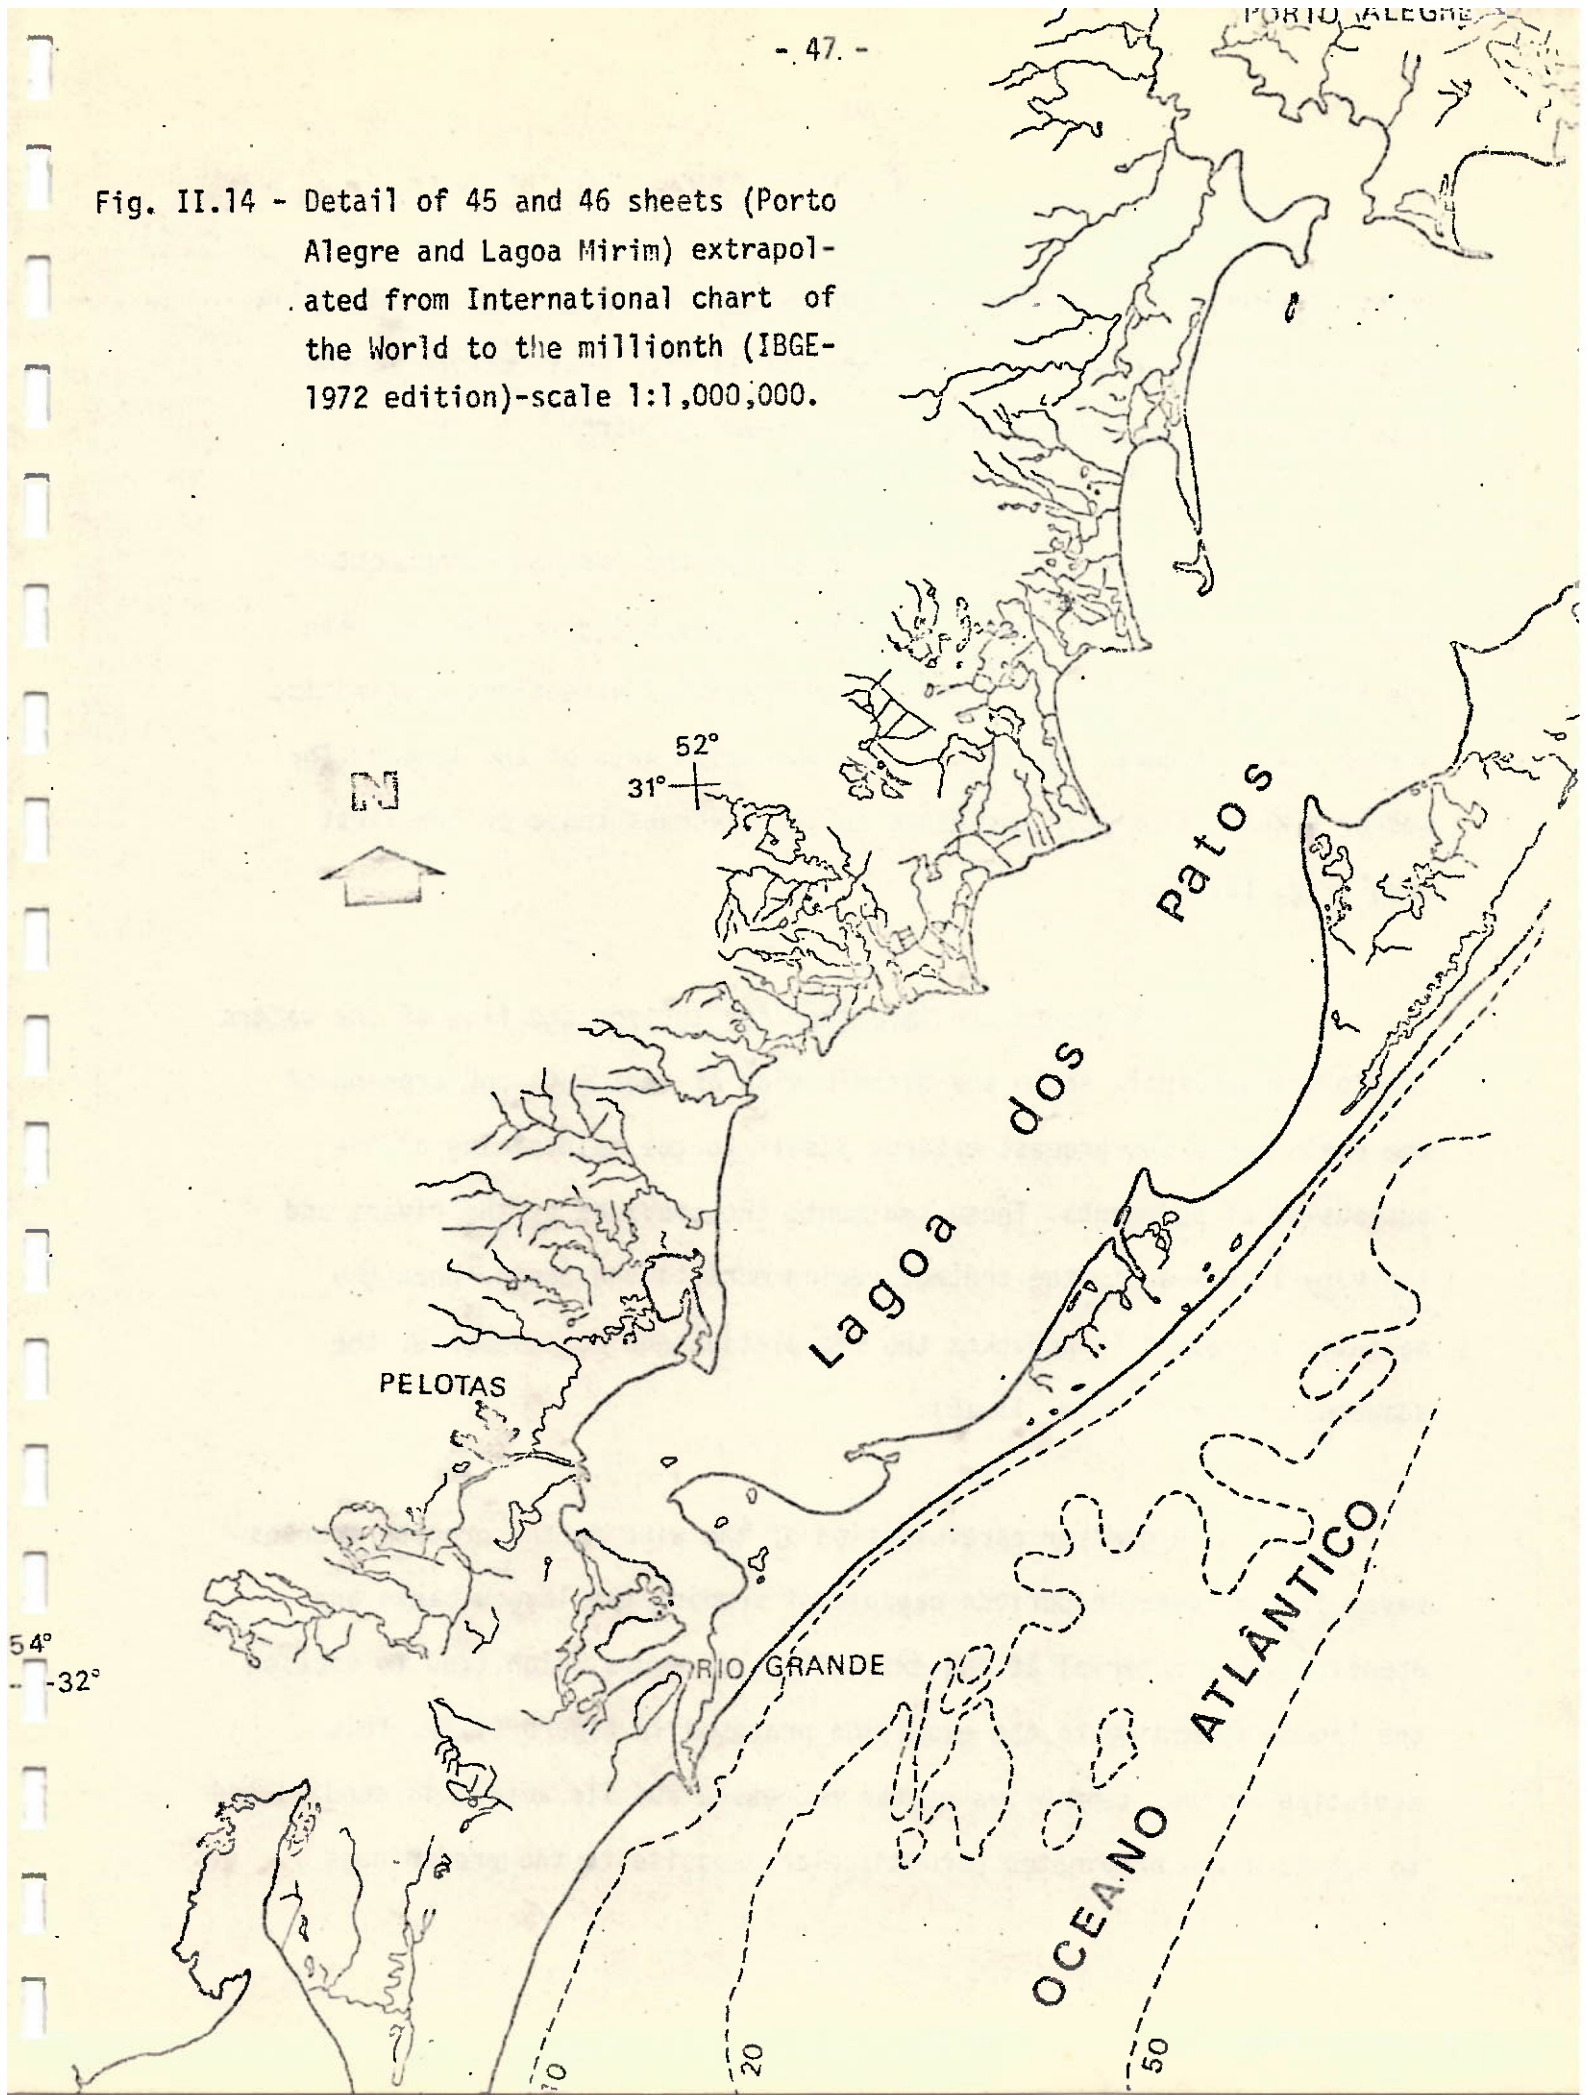 PORTO ALEGRE
- 47. -
Fig. II.14 - Detail of 45 and 46 sheets (Porto
Alegre and Lagoa Mirim) extrapol-
ated from International chart of
the World to the millionth (IBGE-
1972 edition)-scale 1:1,000,000.
52°
31°
N
Lagoa dos Patos
PELOTAS
54°
-32°
RIO GRANDE
OCEANO ATLÂNTICO
10
20
50